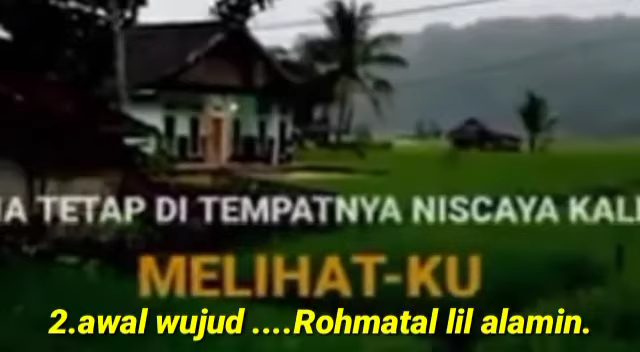 TETAP DI TEMPATNYA NISCAYA
MELIHAT-KU
2.awal wujud ....Rohmatal lil alamin.